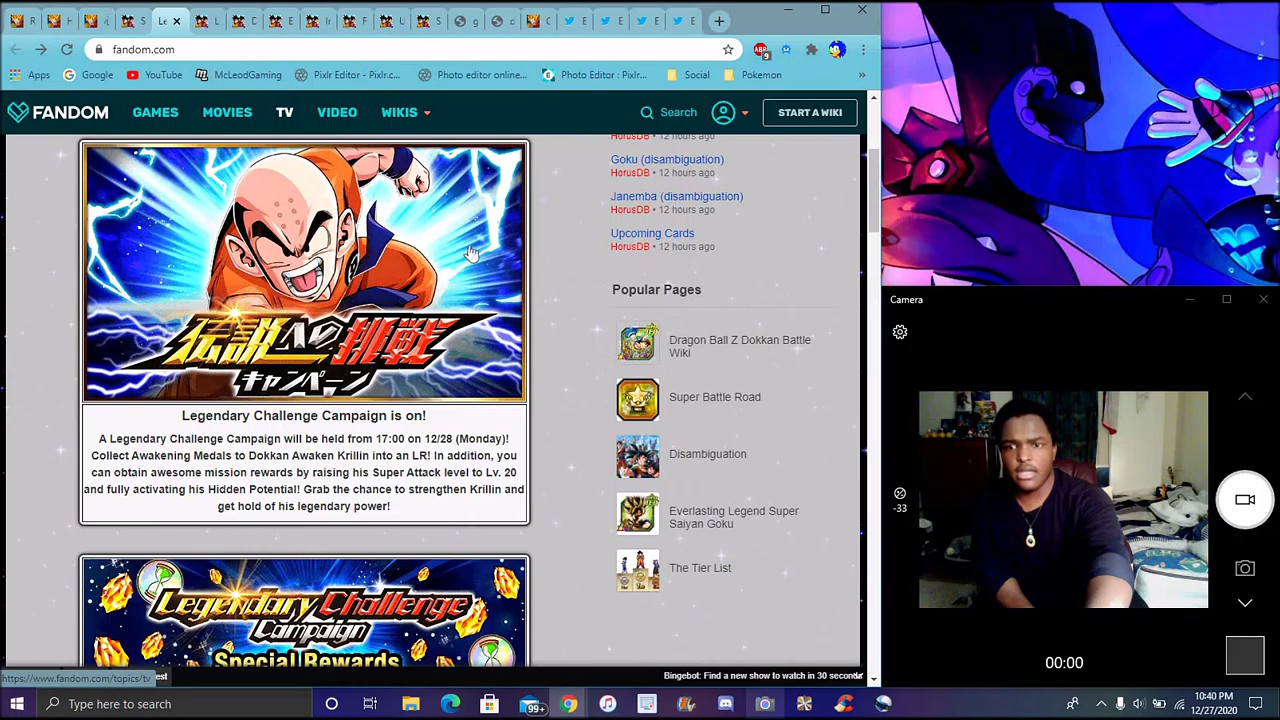 Le
fandom.com
ABP
9
Apps
Google
YouTube
McLeodGaming
Pixlr Editor - Pixlr.c...
Photo editor online...
Photo Editor : Pixlr...
Social
Pokemon
»
FANDOM
GAMES
MOVIES
TV
VIDEO
WIKIS
Search
START A WIKI
HorusDB • 12 hours ago
Goku (disambiguation)
HorusDB • 12 hours ago
Janemba (disambiguation)
HorusDB • 12 hours ago
Upcoming Cards
HorusDB • 12 hours ago
Popular Pages
Dragon Ball Z Dokkan Battle
Wiki
Super Battle Road
Disambiguation
Everlasting Legend Super
Saiyan Goku
The Tier List
伝説への挑戦
キャンペーン
Legendary Challenge Campaign is on!
A Legendary Challenge Campaign will be held from 17:00 on 12/28 (Monday)!
Collect Awakening Medals to Dokkan Awaken Krillin into an LR! In addition, you
can obtain awesome mission rewards by raising his Super Attack level to Lv. 20
and fully activating his Hidden Potential! Grab the chance to strengthen Krillin and
get hold of his legendary power!
Legendary Challenge
Campaign
Special Rewards
https://www.fandom.com/topics/tv
Bingebot: Find a new show to watch in 30 seconds
Camera
-33
00:00
Type here to search
99+
10:40 PM
12/27/2020